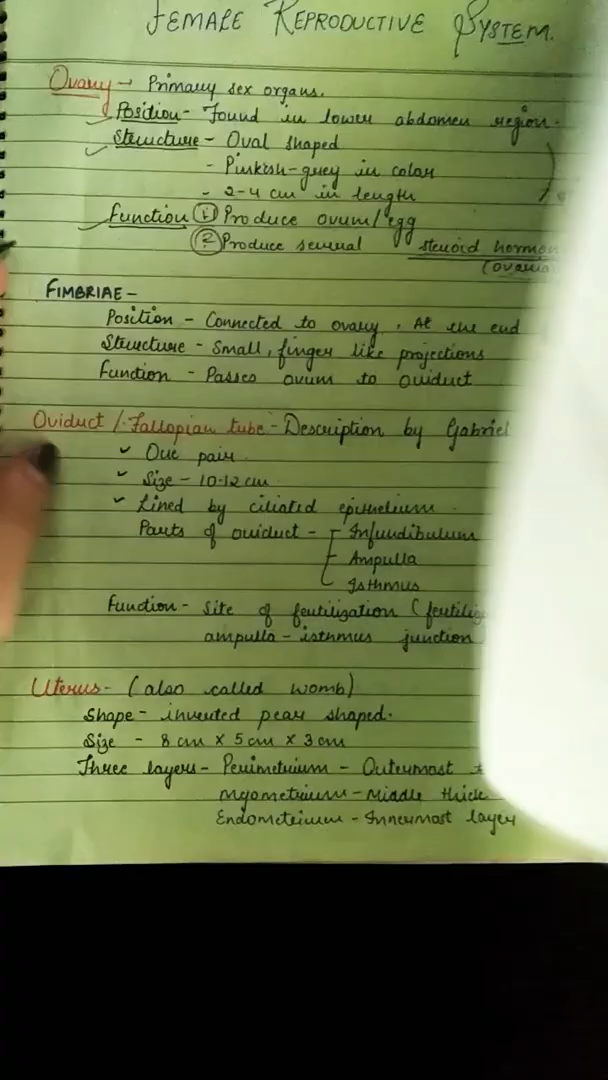 FEMALE REPRODUCTIVE SYSTEM.
Ovary → Primary sex organs.
Position - Found in lower abdomen region.
Structure - Oval shaped
- Pinkish-grey in color
- 2-4 cm in length
Function ① Produce ovum/egg
② Produce several steroid
FIMBRIAE -
Position - Connected to ovary, At the end
Structure - Small, finger like projections
Function - Passes ovum to oviduct
Oviduct / Fallopian tube - Description by Gabriel
✓ One pair
✓ Size - 10-12 cm
✓ Lined by ciliated epithelium
Parts of oviduct - Infundibulum
Ampulla
Isthmus
Function - Site of fertilization (
ampulla - isthmus junction
Uterus - (also called womb)
Shape - inverted pear shaped.
Size - 8 cm X 5 cm X 3 cm
Three layers - Perimetrium - Outermost
Myometrium - Middle thick
Endometrium - Innermost layer